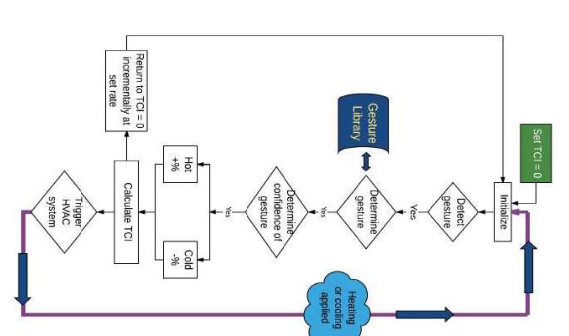 Set TCI = 0
Initialize
Detect
gesture
Yes
Determine
gesture
Gesture
Library
Yes
Determine
confidence of
gesture
Yes
Hot
+%
Cold
-%
Calculate TCI
Return to TCI = 0
incrementally at
set rate
Trigger
HVAC
system
Heating
or cooling
applied